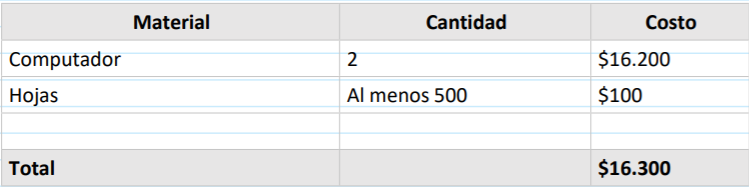 Material Cantidad Costo
Computador 2 $16.200
Hojas Al menos 500 $100
Total $16.300